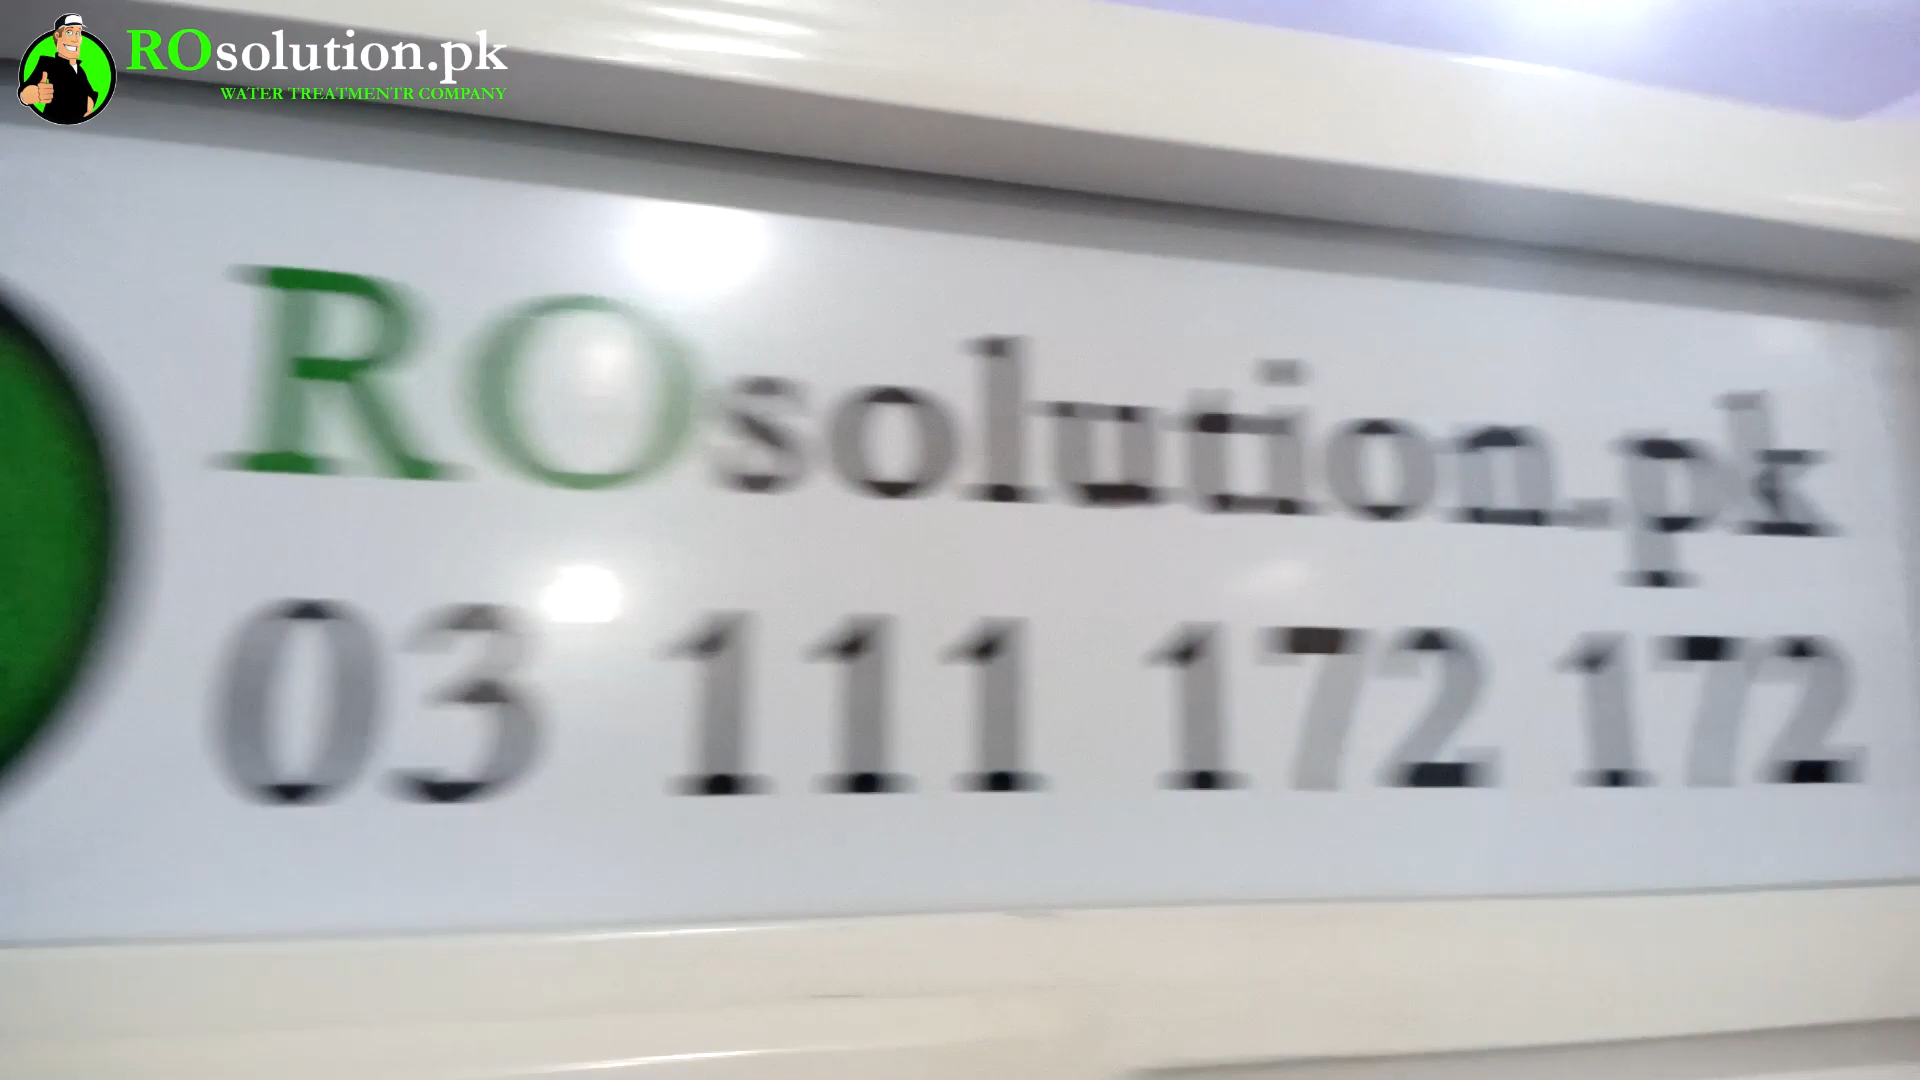 ROsolution.pk
WATER TREATMENTR COMPANY
ROsolution.pk
03 111 172 172